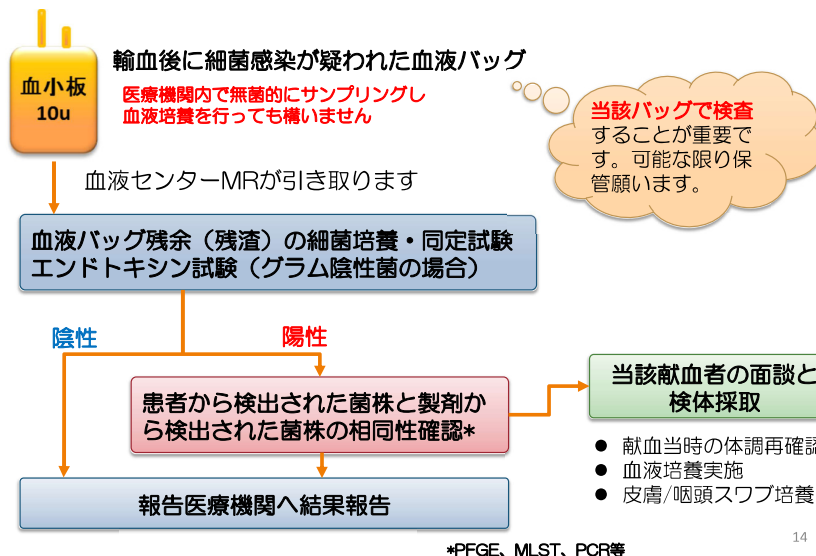 輸血後に細菌感染が疑われた血液バッグ
血小板
10u
医療機関内で無菌的にサンプリングし
血液培養を行っても構いません
当該バッグで検査
することが重要で
す。可能な限り保
管願います。
血液センターMRが引き取ります
血液バッグ残余（残渣）の細菌培養・同定試験
エンドトキシン試験（グラム陰性菌の場合）
陰性
陽性
患者から検出された菌株と製剤か
ら検出された菌株の相同性確認*
当該献血者の面談と
検体採取
● 献血当時の体調再確認
● 血液培養実施
● 皮膚/咽頭スワブ培養
報告医療機関へ結果報告
*PFGE、MLST、PCR等
14